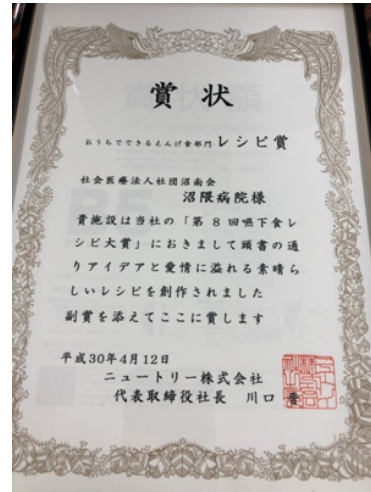 賞状
おうちでできるえんげ食部門レシピ賞
社会医療法人社団沼南会
沼隈病院様
貴施設は当社の「第8回嚥下食レ
シピ大賞」におきまして頭書の通
りアイデアと愛情に溢れる素晴ら
しいレシピを創作されました
副賞を添えてここに賞します
平成30年4月12日
ニュートリー株式会社
代表取締役社長 川口 晋